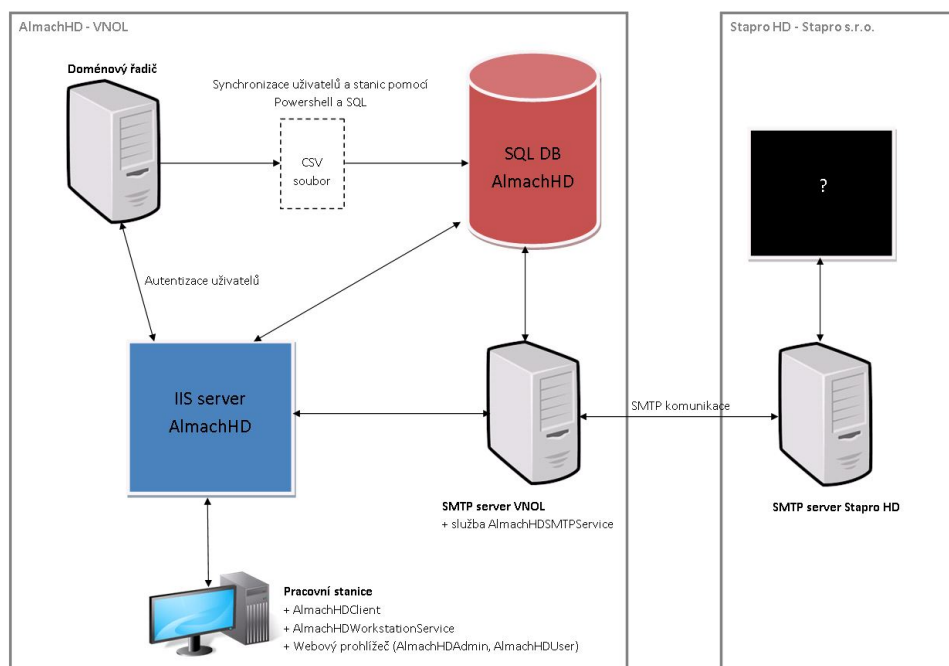 AlmachHD - VNOL
Stapro HD - Stapro s.r.o.
Doménový řadič
Synchronizace uživatelů a stanic pomocí
Powershell a SQL
CSV
soubor
SQL DB
AlmachHD
?
Autentizace uživatelů
IIS server
AlmachHD
SMTP komunikace
SMTP server VNOL
+ služba AlmachHDSMTPService
SMTP server Stapro HD
Pracovní stanice
+ AlmachHDClient
+ AlmachHDWorkstationService
+ Webový prohlížeč (AlmachHDAdmin, AlmachHDUser)